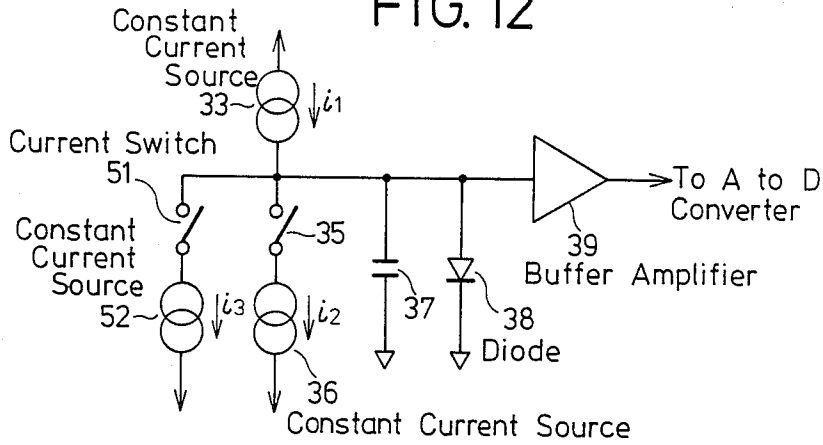 FIG. 12
Constant
Current
Source
33
i1
Current Switch
51
35
Constant
Current
Source
52
i3
i2
36
37
38
Diode
39
Buffer Amplifier
To A to D
Converter
Constant Current Source